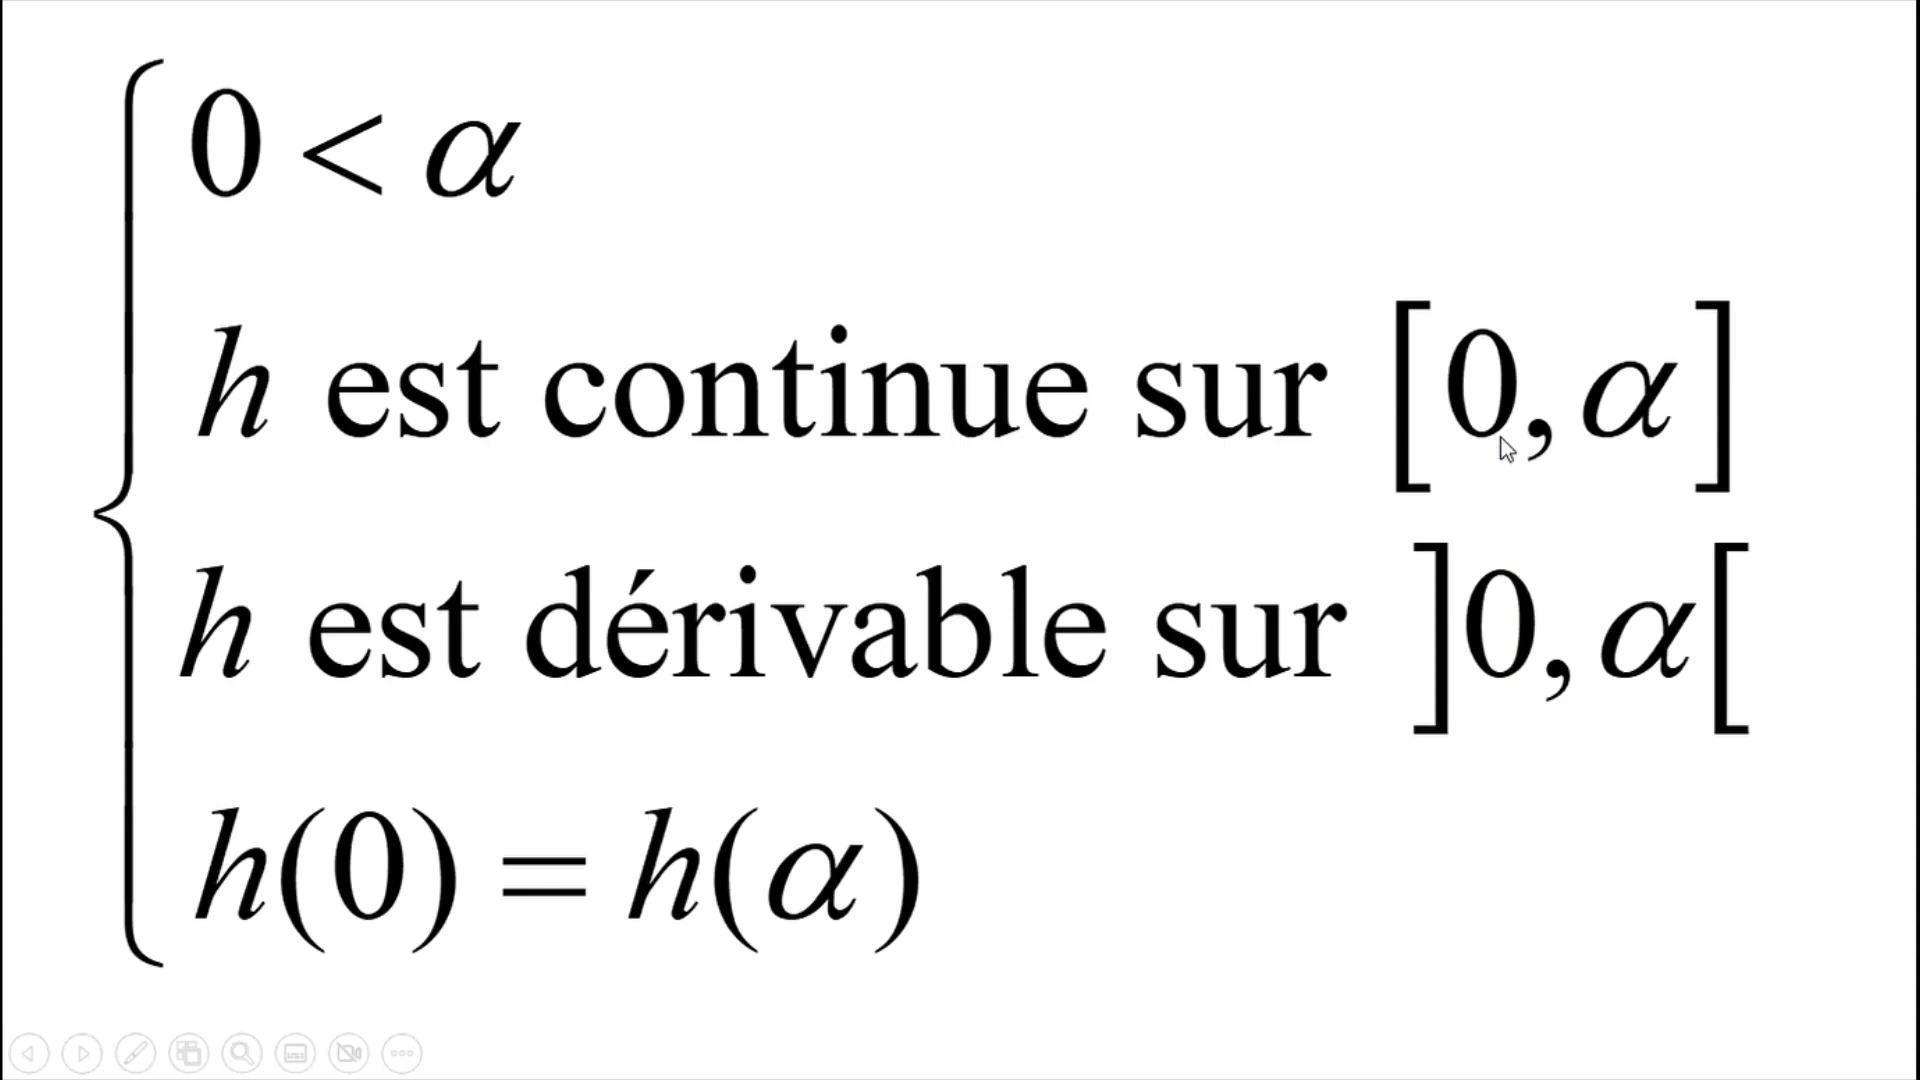 0 < α
h est continue sur [0, α]
h est dérivable sur ]0, α[
h(0) = h(α)